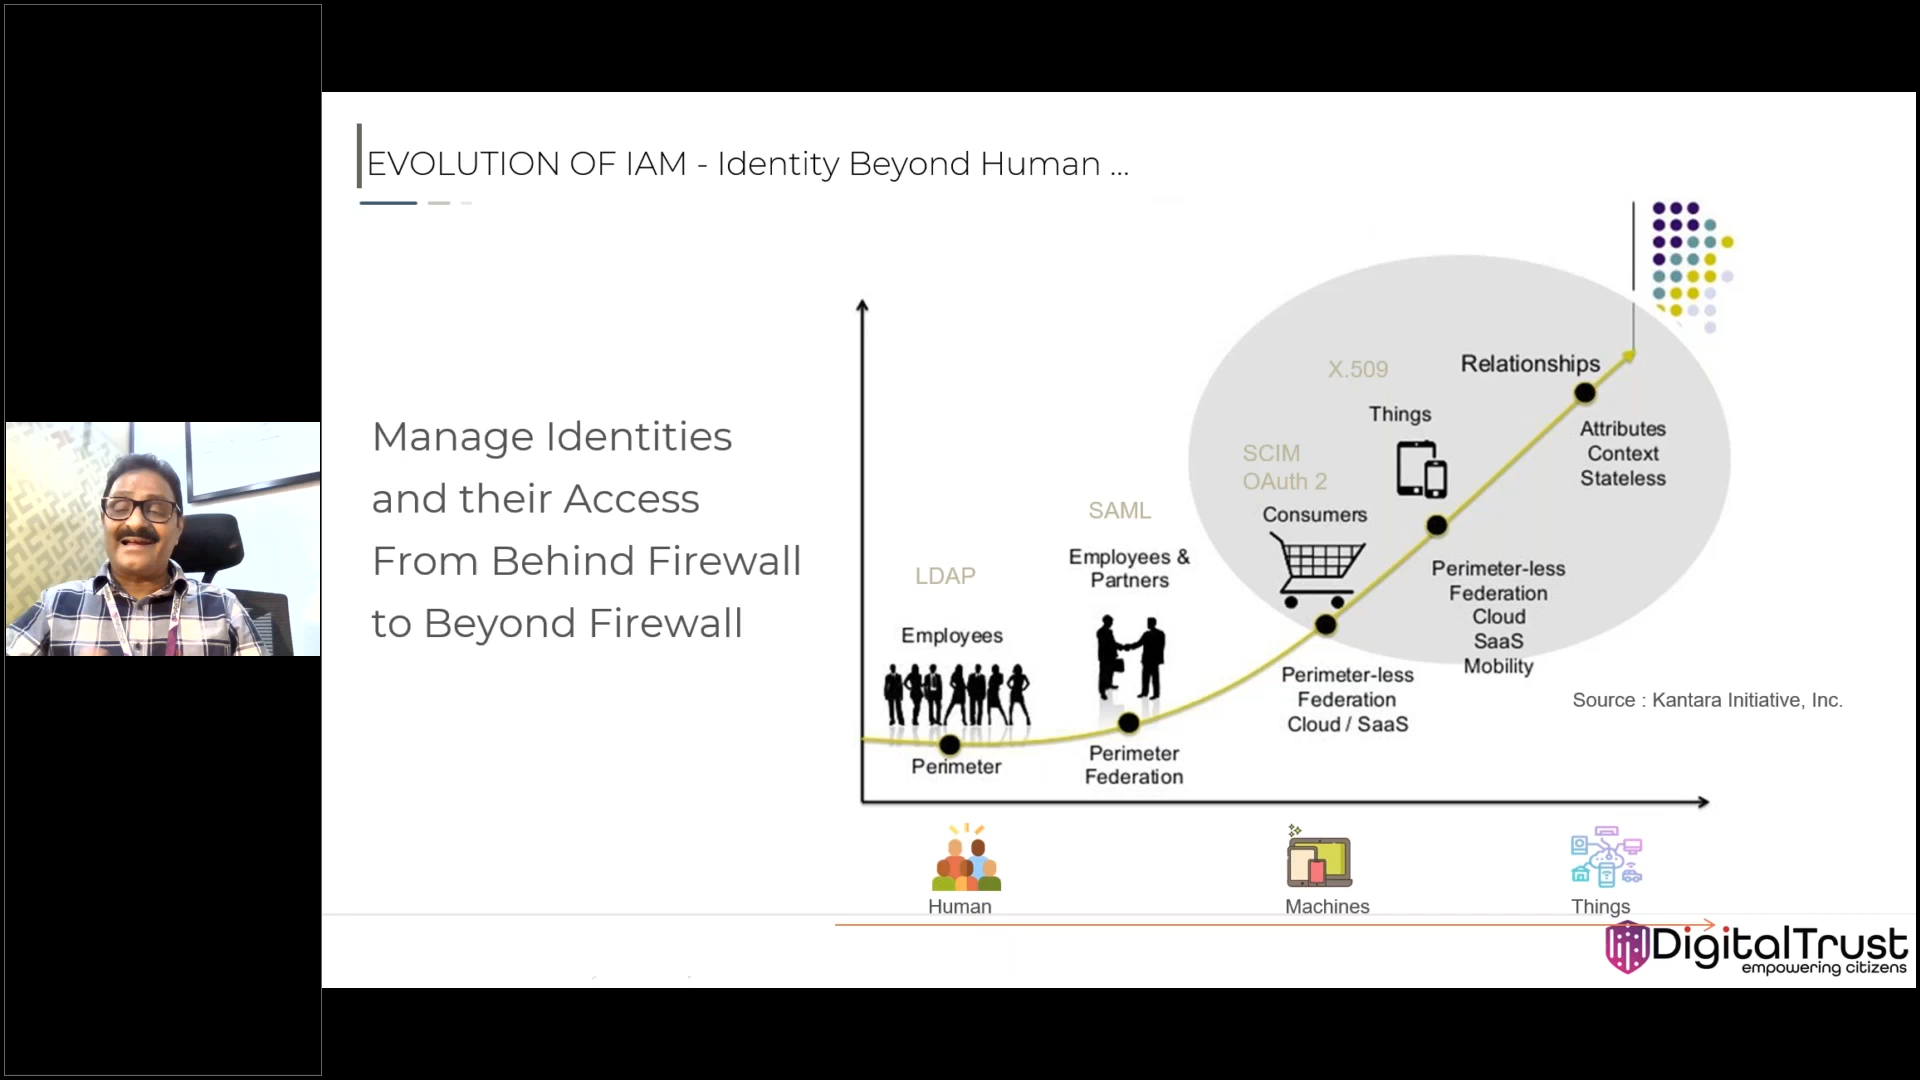 EVOLUTION OF IAM - Identity Beyond Human ...
Manage Identities
and their Access
From Behind Firewall
to Beyond Firewall
LDAP
Employees
Perimeter
SAML
Employees &
Partners
Perimeter
Federation
SCIM
OAuth 2
Consumers
Perimeter-less
Federation
Cloud / SaaS
X.509
Things
Perimeter-less
Federation
Cloud
SaaS
Mobility
Relationships
Attributes
Context
Stateless
Source : Kantara Initiative, Inc.
Human
Machines
Things
DigitalTrust
empowering citizens